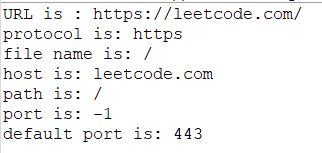 URL is : https://leetcode.com/
protocol is: https
file name is: /
host is: leetcode.com
path is: /
port is: -1
default port is: 443